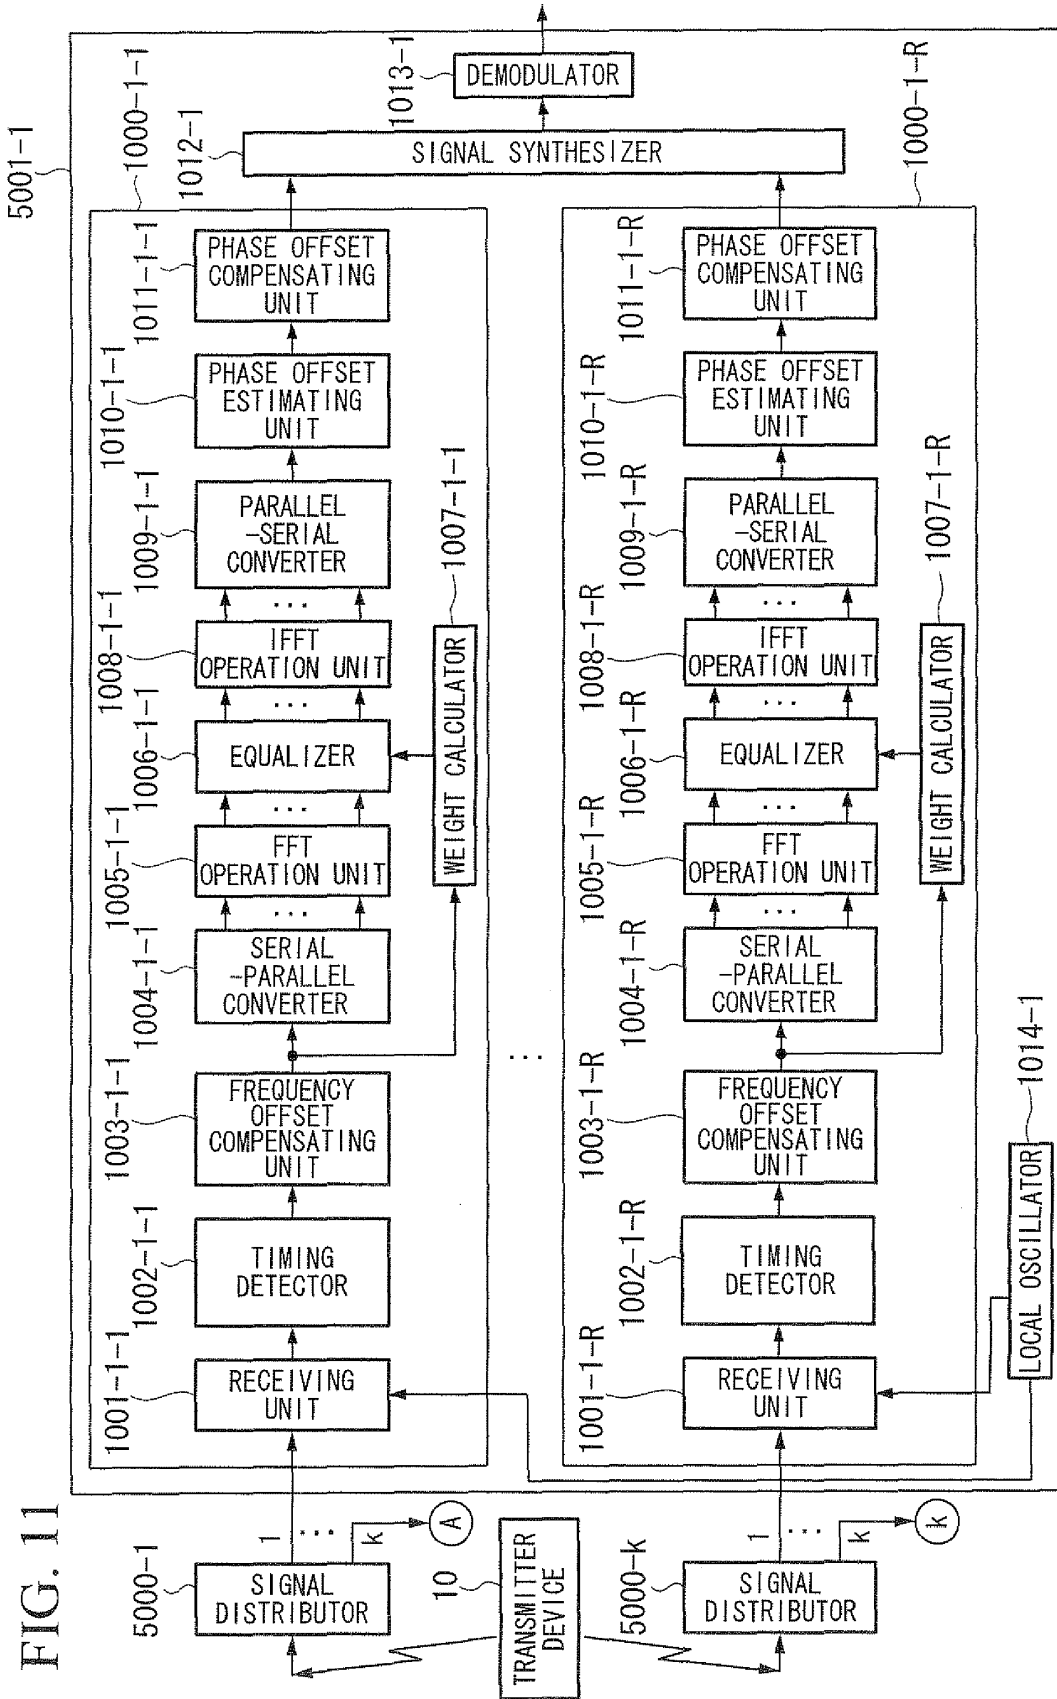 FIG. 11
5001-1
1000-1-1
5000-1
SIGNAL
DISTRIBUTOR
1
...
k
A
1001-1-1
RECEIVING
UNIT
1002-1-1
TIMING
DETECTOR
1003-1-1
FREQUENCY
OFFSET
COMPENSATING
UNIT
1004-1-1
SERIAL
-PARALLEL
CONVERTER
...
1005-1-1
FFT
OPERATION UNIT
...
1006-1-1
EQUALIZER
...
1007-1-1
WEIGHT CALCULATOR
1008-1-1
IFFT
OPERATION UNIT
...
1009-1-1
PARALLEL
-SERIAL
CONVERTER
1010-1-1
PHASE OFFSET
ESTIMATING
UNIT
1011-1-1
PHASE OFFSET
COMPENSATING
UNIT
1012-1
SIGNAL SYNTHESIZER
1013-1
DEMODULATOR
10
TRANSMITTER
DEVICE
...
5000-k
SIGNAL
DISTRIBUTOR
1
...
k
k
1001-1-R
RECEIVING
UNIT
1002-1-R
TIMING
DETECTOR
1003-1-R
FREQUENCY
OFFSET
COMPENSATING
UNIT
1004-1-R
SERIAL
-PARALLEL
CONVERTER
...
1005-1-R
FFT
OPERATION UNIT
...
1006-1-R
EQUALIZER
...
1007-1-R
WEIGHT CALCULATOR
1008-1-R
IFFT
OPERATION UNIT
...
1009-1-R
PARALLEL
-SERIAL
CONVERTER
1010-1-R
PHASE OFFSET
ESTIMATING
UNIT
1011-1-R
PHASE OFFSET
COMPENSATING
UNIT
1000-1-R
1014-1
LOCAL OSCILLATOR